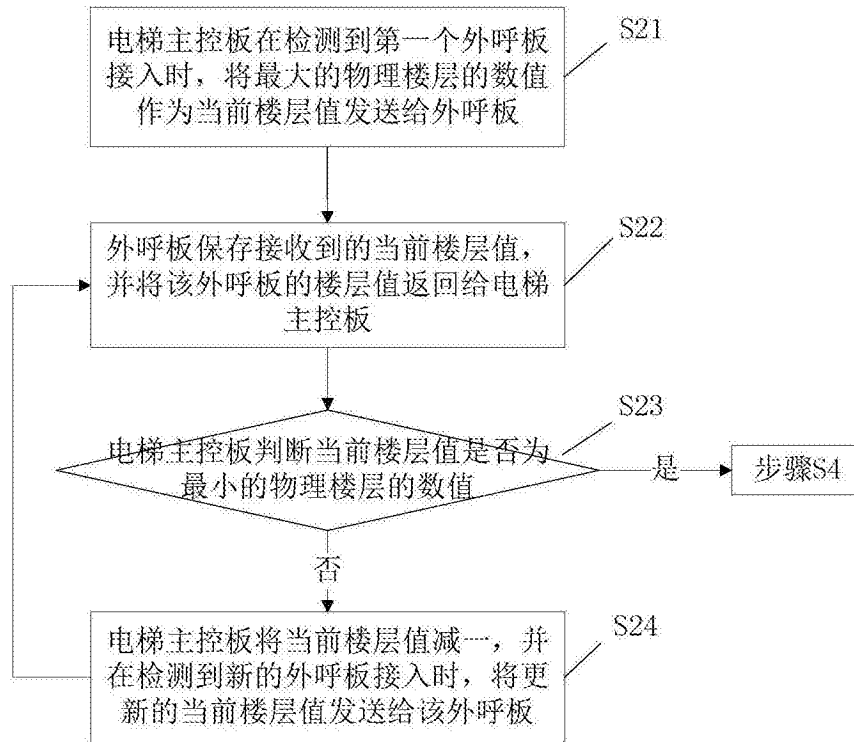 电梯主控板在检测到第一个外呼板
接入时，将最大的物理楼层的数值
作为当前楼层值发送给外呼板
S21
外呼板保存接收到的当前楼层值，
并将该外呼板的楼层值返回给电梯
主控板
S22
电梯主控板判断当前楼层值是否为
最小的物理楼层的数值
S23
是
步骤S4
否
电梯主控板将当前楼层值减一，并
在检测到新的外呼板接入时，将更
新的当前楼层值发送给该外呼板
S24